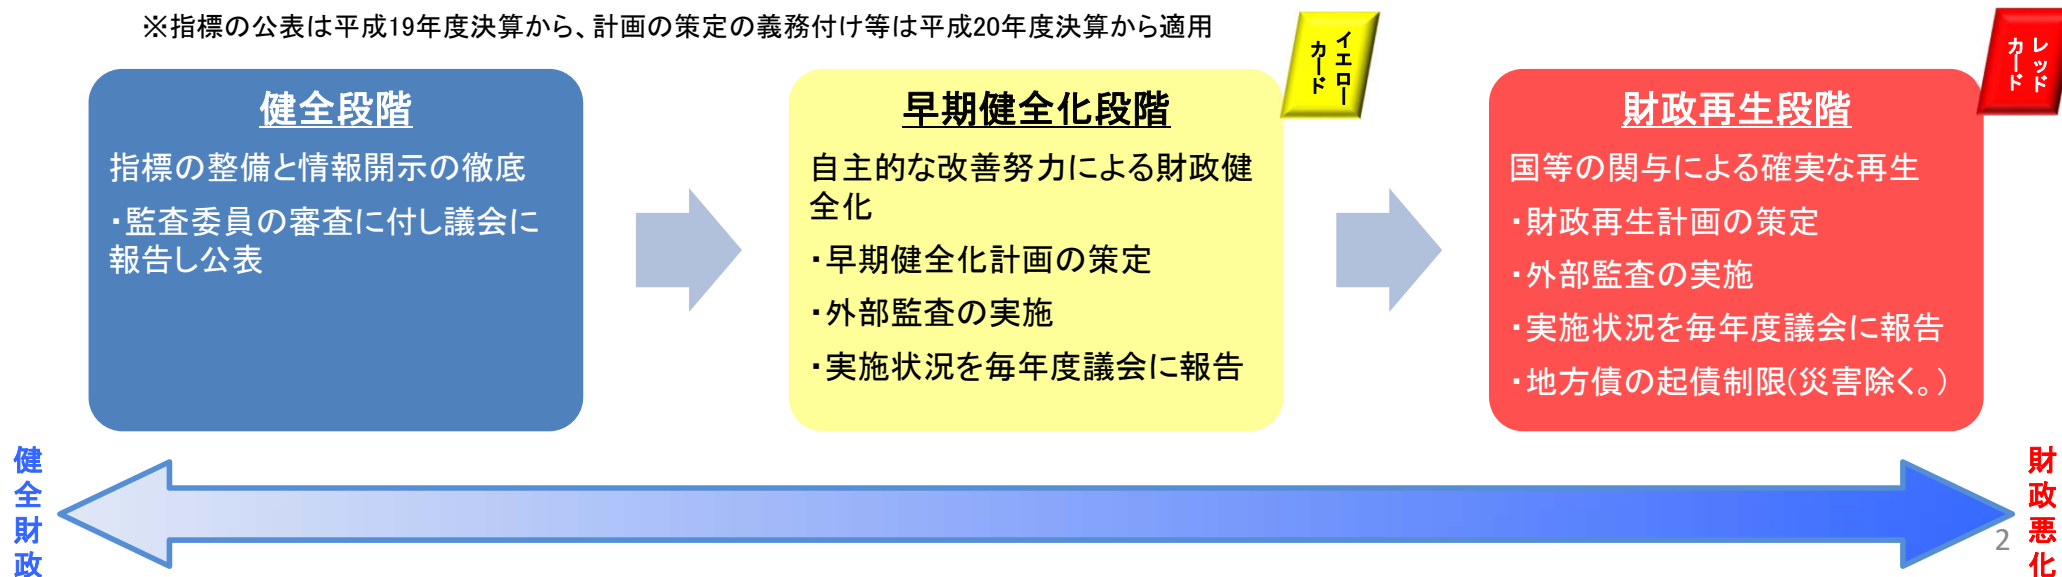 ※指標の公表は平成19年度決算から、計画の策定の義務付け等は平成20年度決算から適用
健全段階
指標の整備と情報開示の徹底
・監査委員の審査に付し議会に
報告し公表
イエロー
カード
早期健全化段階
自主的な改善努力による財政健
全化
・早期健全化計画の策定
・外部監査の実施
・実施状況を毎年度議会に報告
レッド
カード
財政再生段階
国等の関与による確実な再生
・財政再生計画の策定
・外部監査の実施
・実施状況を毎年度議会に報告
・地方債の起債制限(災害除く。)
健全財政
財政悪化
2